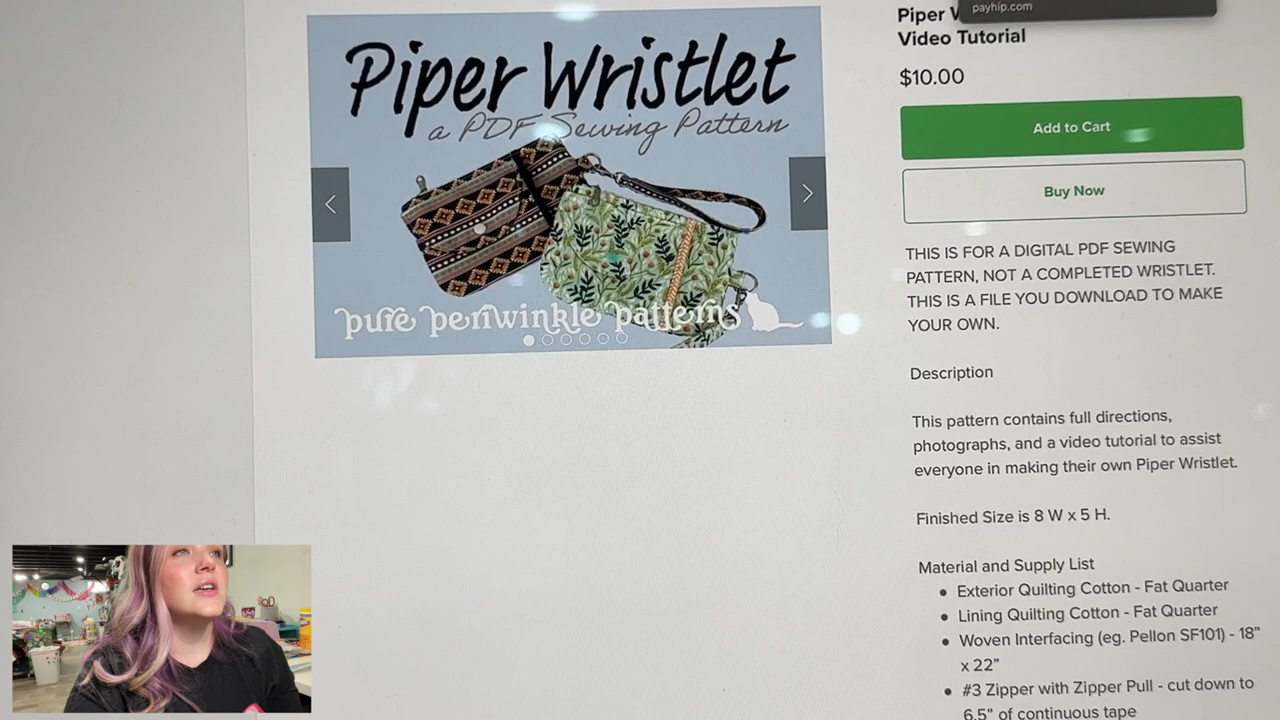 payhip.com
Piper
Video Tutorial
$10.00
Add to Cart
Buy Now
Piper Wristlet
a PDF Sewing Pattern
pure periwinkle patterns
THIS IS FOR A DIGITAL PDF SEWING
PATTERN, NOT A COMPLETED WRISTLET.
THIS IS A FILE YOU DOWNLOAD TO MAKE
YOUR OWN.
Description
This pattern contains full directions,
photographs, and a video tutorial to assist
everyone in making their own Piper Wristlet.
Finished Size is 8 W x 5 H.
Material and Supply List
• Exterior Quilting Cotton - Fat Quarter
• Lining Quilting Cotton - Fat Quarter
• Woven Interfacing (eg. Pellon SF101) - 18"
x 22"
• #3 Zipper with Zipper Pull - cut down to
6.5" of continuous tape